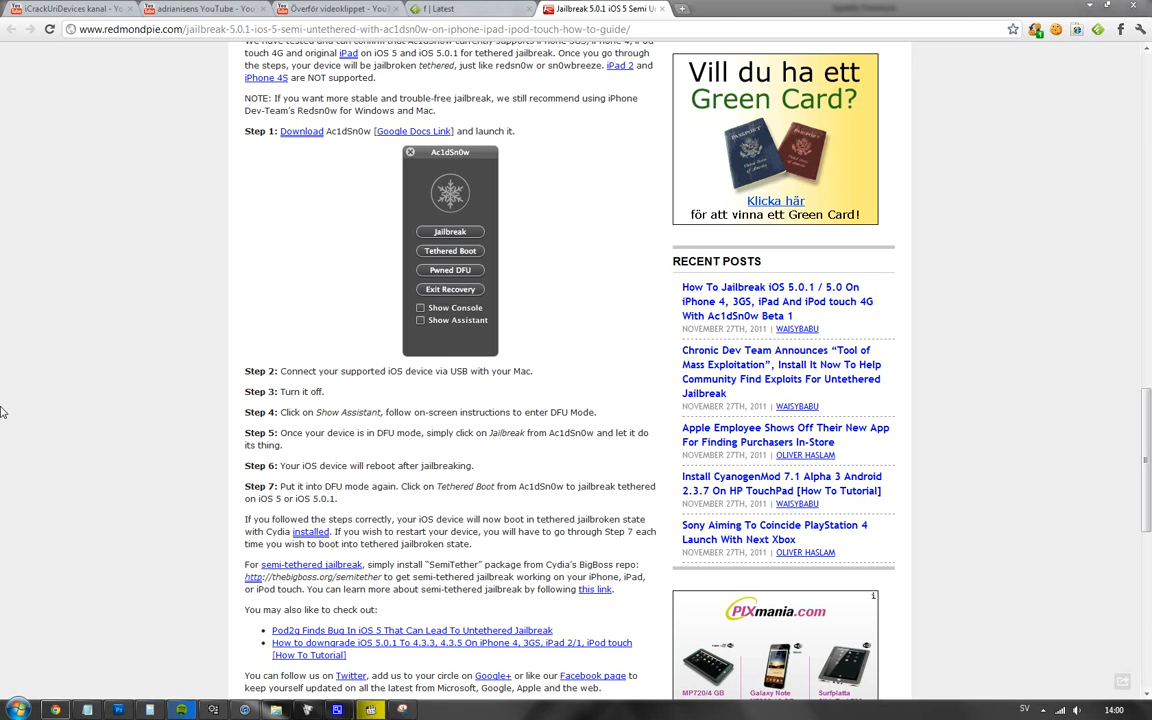 iCrackUriDevices kanal - Yo
adrianisens YouTube - You
Överför videoklippet - YouT
f | Latest
Jailbreak 5.0.1 iOS 5 Semi U
www.redmondpie.com/jailbreak-5.0.1-ios-5-semi-untethered-with-ac1dsn0w-on-iphone-ipad-ipod-touch-how-to-guide/
touch 4G and original iPad on iOS 5 and iOS 5.0.1 for tethered jailbreak. Once you go through
the steps, your device will be jailbroken tethered, just like redsn0w or sn0wbreeze. iPad 2 and
iPhone 4S are NOT supported.
NOTE: If you want more stable and trouble-free jailbreak, we still recommend using iPhone
Dev-Team's Redsn0w for Windows and Mac.
Step 1: Download Ac1dSn0w [Google Docs Link] and launch it.
Ac1dSn0w
Jailbreak
Tethered Boot
Pwned DFU
Exit Recovery
Show Console
Show Assistant
Step 2: Connect your supported iOS device via USB with your Mac.
Step 3: Turn it off.
Step 4: Click on Show Assistant, follow on-screen instructions to enter DFU Mode.
Step 5: Once your device is in DFU mode, simply click on Jailbreak from Ac1dSn0w and let it do
its thing.
Step 6: Your iOS device will reboot after jailbreaking.
Step 7: Put it into DFU mode again. Click on Tethered Boot from Ac1dSn0w to jailbreak tethered
on iOS 5 or iOS 5.0.1.
If you followed the steps correctly, your iOS device will now boot in tethered jailbroken state
with Cydia installed. If you wish to restart your device, you will have to go through Step 7 each
time you wish to boot into tethered jailbroken state.
For semi-tethered jailbreak, simply install "SemiTether" package from Cydia's BigBoss repo:
http://thebigboss.org/semitether to get semi-tethered jailbreak working on your iPhone, iPad,
or iPod touch. You can learn more about semi-tethered jailbreak by following this link.
You may also like to check out:
Pod2g Finds Bug In iOS 5 That Can Lead To Untethered Jailbreak
How to downgrade iOS 5.0.1 To 4.3.3, 4.3.5 On iPhone 4, 3GS, iPad 2/1, iPod touch
[How To Tutorial]
You can follow us on Twitter, add us to your circle on Google+ or like our Facebook page to
keep yourself updated on all the latest from Microsoft, Google, Apple and the web.
Vill du ha ett
Green Card?
PASSPORT
Klicka här
för att vinna ett Green Card!
RECENT POSTS
How To Jailbreak iOS 5.0.1 / 5.0 On
iPhone 4, 3GS, iPad And iPod touch 4G
With Ac1dSn0w Beta 1
NOVEMBER 27TH, 2011 | WAISYBABU
Chronic Dev Team Announces "Tool of
Mass Exploitation", Install It Now To Help
Community Find Exploits For Untethered
Jailbreak
NOVEMBER 27TH, 2011 | WAISYBABU
Apple Employee Shows Off Their New App
For Finding Purchasers In-Store
NOVEMBER 27TH, 2011 | OLIVER HASLAM
Install CyanogenMod 7.1 Alpha 3 Android
2.3.7 On HP TouchPad [How To Tutorial]
NOVEMBER 27TH, 2011 | WAISYBABU
Sony Aiming To Coincide PlayStation 4
Launch With Next Xbox
NOVEMBER 27TH, 2011 | OLIVER HASLAM
PIXmania.com
MP720/4 GB
Galaxy Note
Surfplatta
SV
14:00